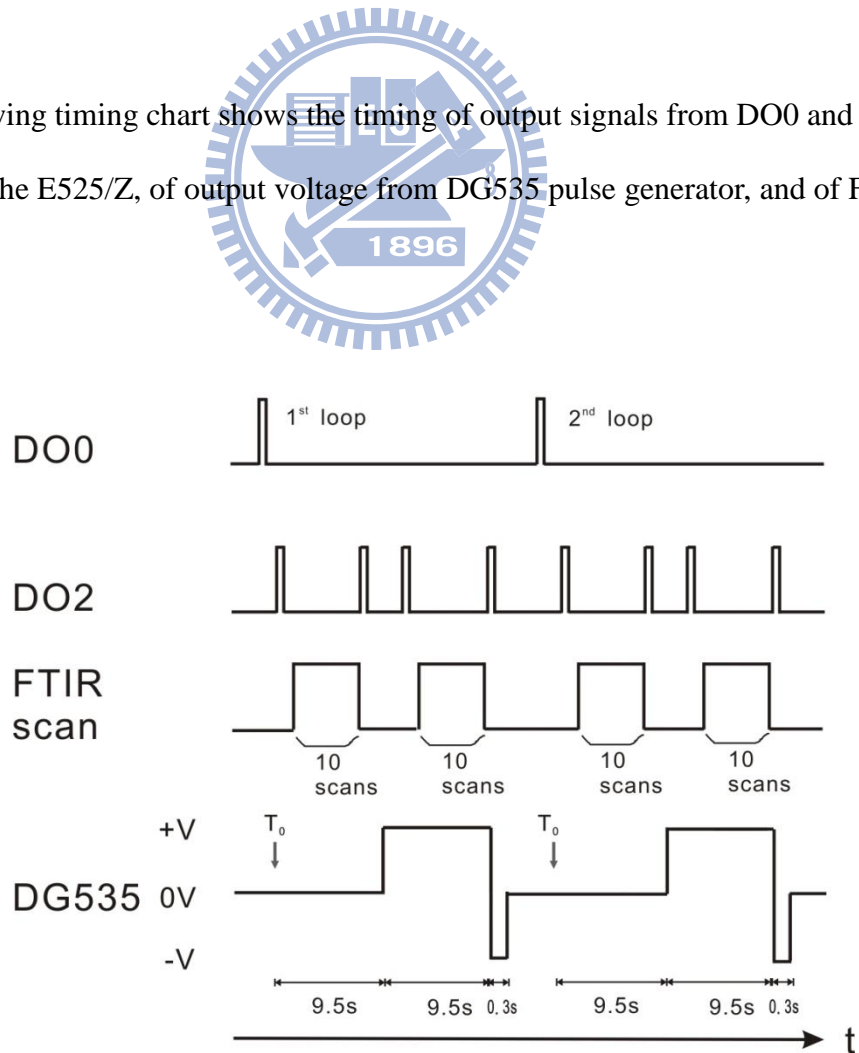 ving timing chart shows the timing of output signals from DO0 and
he E525/Z, of output voltage from DG535 pulse generator, and of F
E S
1896
DO0
1st loop
2nd loop
DO2
FTIR
scan
10
scans
10
scans
10
scans
10
scans
DG535
+V
0V
-V
T0
T0
9.5s 9.5s 0.3s 9.5s 9.5s 0.3s
t